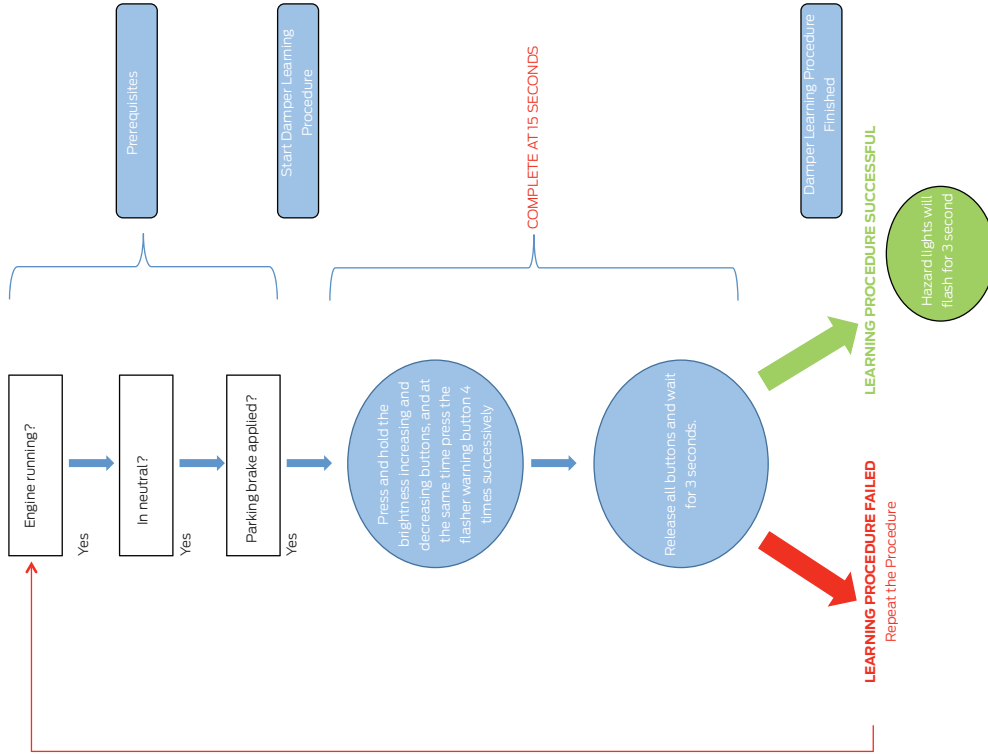 Engine running?
Yes
In neutral?
Yes
Parking brake applied?
Yes
Prerequisites
Start Damper Learning
Procedure
Press and hold the
brightness increasing and
decreasing buttons, and at
the same time press the
flasher warning button 4
times successively
Release all buttons and wait
for 3 seconds.
COMPLETE AT 15 SECONDS
Damper Learning Procedure
Finished
LEARNING PROCEDURE FAILED
Repeat the Procedure
LEARNING PROCEDURE SUCCESSFUL
Hazard lights will
flash for 3 second